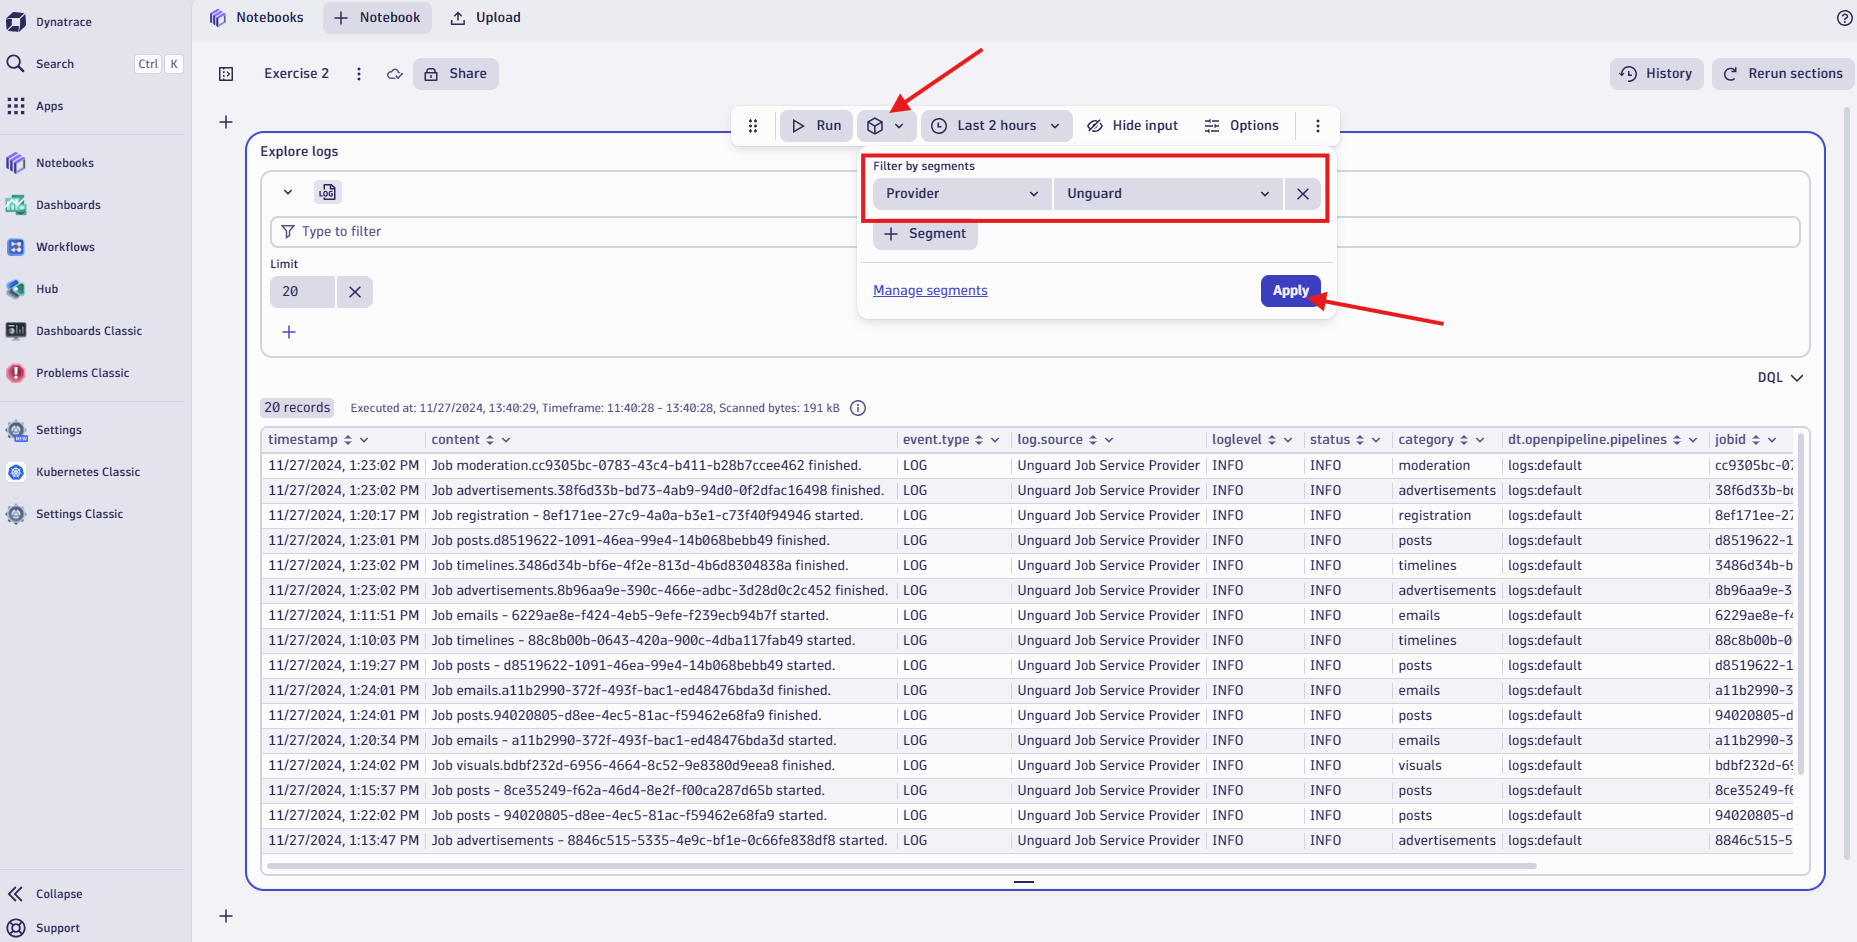 Dynatrace
Search Ctrl K
Apps
Notebooks
Dashboards
Workflows
Hub
Dashboards Classic
Problems Classic
Settings
NEW
Kubernetes Classic
Settings Classic
Collapse
Support
Notebooks Notebook Upload
Exercise 2 Share History Rerun sections
Run Last 2 hours Hide input Options
Explore logs
LOG
Type to filter
Limit
20
Filter by segments
Provider Unguard
Segment
Manage segments Apply
DQL
20 records Executed at: 11/27/2024, 13:40:29, Timeframe: 11:40:28 - 13:40:28, Scanned bytes: 191 kB
timestamp content event.type log.source loglevel status category dt.openpipeline.pipelines jobid
11/27/2024, 1:23:02 PM Job moderation.cc9305bc-0783-43c4-b411-b28b7ccee462 finished. LOG Unguard Job Service Provider INFO INFO moderation logs:default cc9305bc-07
11/27/2024, 1:23:02 PM Job advertisements.38f6d33b-bd73-4ab9-94d0-0f2dfac16498 finished. LOG Unguard Job Service Provider INFO INFO advertisements logs:default 38f6d33b-bd
11/27/2024, 1:20:17 PM Job registration - 8ef171ee-27c9-4a0a-b3e1-c73f40f94946 started. LOG Unguard Job Service Provider INFO INFO registration logs:default 8ef171ee-27
11/27/2024, 1:23:01 PM Job posts.d8519622-1091-46ea-99e4-14b068bebb49 finished. LOG Unguard Job Service Provider INFO INFO posts logs:default d8519622-1
11/27/2024, 1:23:02 PM Job timelines.3486d34b-bf6e-4f2e-813d-4b6d8304838a finished. LOG Unguard Job Service Provider INFO INFO timelines logs:default 3486d34b-b
11/27/2024, 1:23:02 PM Job advertisements.8b96aa9e-390c-466e-adbc-3d28d0c2c452 finished. LOG Unguard Job Service Provider INFO INFO advertisements logs:default 8b96aa9e-3
11/27/2024, 1:11:51 PM Job emails - 6229ae8e-f424-4eb5-9efe-f239ecb94b7f started. LOG Unguard Job Service Provider INFO INFO emails logs:default 6229ae8e-f4
11/27/2024, 1:10:03 PM Job timelines - 88c8b00b-0643-420a-900c-4dba117fab49 started. LOG Unguard Job Service Provider INFO INFO timelines logs:default 88c8b00b-0
11/27/2024, 1:19:27 PM Job posts - d8519622-1091-46ea-99e4-14b068bebb49 started. LOG Unguard Job Service Provider INFO INFO posts logs:default d8519622-1
11/27/2024, 1:24:01 PM Job emails.a11b2990-372f-493f-bac1-ed48476bda3d finished. LOG Unguard Job Service Provider INFO INFO emails logs:default a11b2990-3
11/27/2024, 1:24:01 PM Job posts.94020805-d8ee-4ec5-81ac-f59462e68fa9 finished. LOG Unguard Job Service Provider INFO INFO posts logs:default 94020805-d
11/27/2024, 1:20:34 PM Job emails - a11b2990-372f-493f-bac1-ed48476bda3d started. LOG Unguard Job Service Provider INFO INFO emails logs:default a11b2990-3
11/27/2024, 1:24:02 PM Job visuals.bdbf232d-6956-4664-8c52-9e8380d9eea8 finished. LOG Unguard Job Service Provider INFO INFO visuals logs:default bdbf232d-69
11/27/2024, 1:15:37 PM Job posts - 8ce35249-f62a-46d4-8e2f-f00ca287d65b started. LOG Unguard Job Service Provider INFO INFO posts logs:default 8ce35249-f6
11/27/2024, 1:22:02 PM Job posts - 94020805-d8ee-4ec5-81ac-f59462e68fa9 started. LOG Unguard Job Service Provider INFO INFO posts logs:default 94020805-d
11/27/2024, 1:13:47 PM Job advertisements - 8846c515-5335-4e9c-bf1e-0c66fe838df8 started. LOG Unguard Job Service Provider INFO INFO advertisements logs:default 8846c515-5